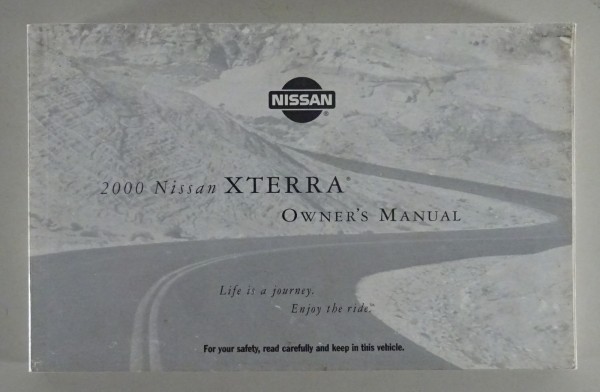 NISSAN
2000 Nissan XTERRA®
OWNER'S MANUAL
Life is a journey.
Enjoy the ride.™
For your safety, read carefully and keep in this vehicle.